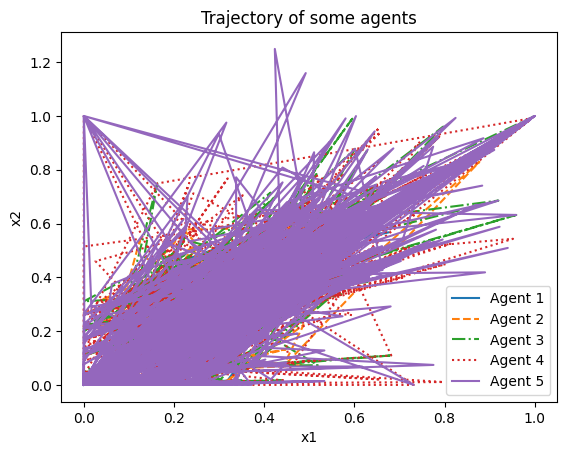 Trajectory of some agents
x2
1.2
1.0
0.8
0.6
0.4
0.2
0.0
0.0 0.2 0.4 0.6 0.8 1.0
x1
Agent 1
Agent 2
Agent 3
Agent 4
Agent 5